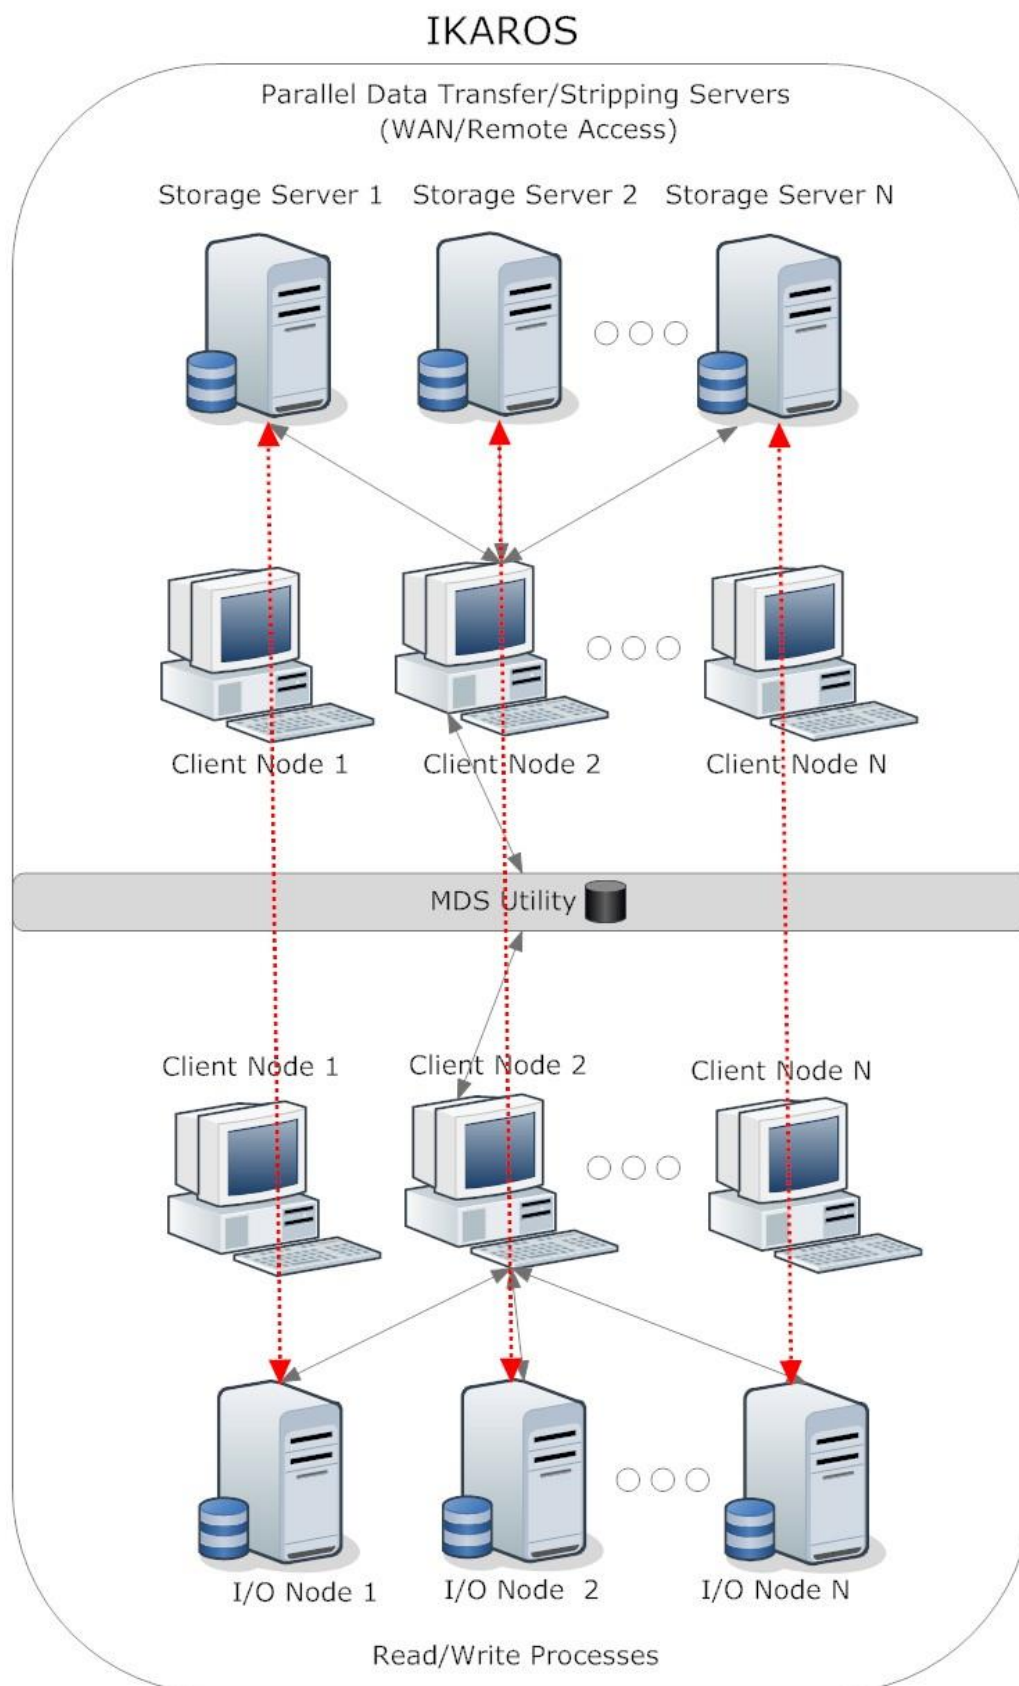 IKAROS
Parallel Data Transfer/Stripping Servers
(WAN/Remote Access)
Storage Server 1 Storage Server 2 Storage Server N
Client Node 1 Client Node 2 Client Node N
MDS Utility
Client Node 1 Client Node 2 Client Node N
I/O Node 1 I/O Node 2 I/O Node N
Read/Write Processes